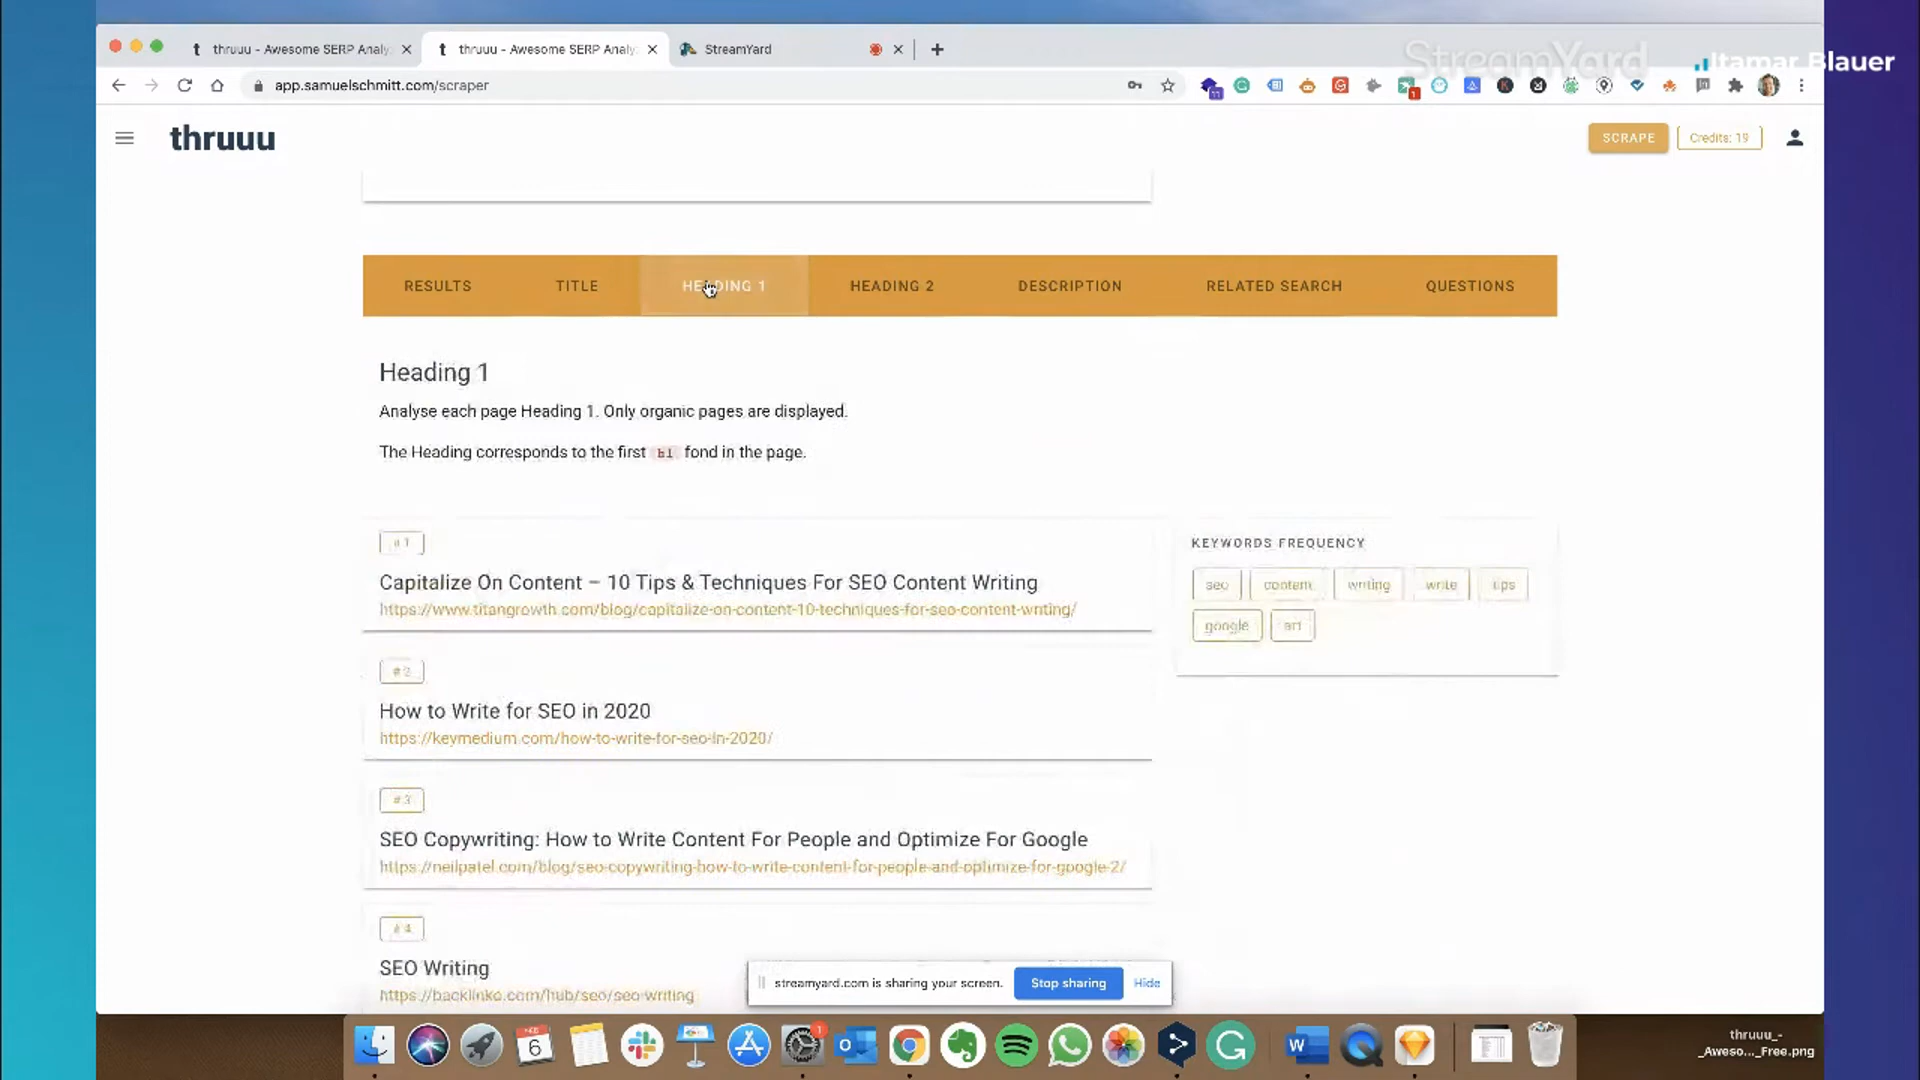 thruuu - Awesome SERP Analy
thruuu - Awesome SERP Analy
StreamYard
StreamYard
Itamar Blauer
app.samuelschmitt.com/scraper
thruuu
SCRAPE
Credits: 19
RESULTS
TITLE
HEADING 1
HEADING 2
DESCRIPTION
RELATED SEARCH
QUESTIONS
Heading 1
Analyse each page Heading 1. Only organic pages are displayed.
The Heading corresponds to the first h1 fond in the page.
#1
Capitalize On Content – 10 Tips & Techniques For SEO Content Writing
https://www.titangrowth.com/blog/capitalize-on-content-10-techniques-for-seo-content-writing/
KEYWORDS FREQUENCY
seo content writing write tips
google art
#2
How to Write for SEO in 2020
https://keymedium.com/how-to-write-for-seo-in-2020/
#3
SEO Copywriting: How to Write Content For People and Optimize For Google
https://neilpatel.com/blog/seo-copywriting-how-to-write-content-for-people-and-optimize-for-google-2/
#4
SEO Writing
https://backlinko.com/hub/seo/seo-writing
streamyard.com is sharing your screen.
Stop sharing
Hide
6
1
thruuu_-
_Aweso..._Free.png